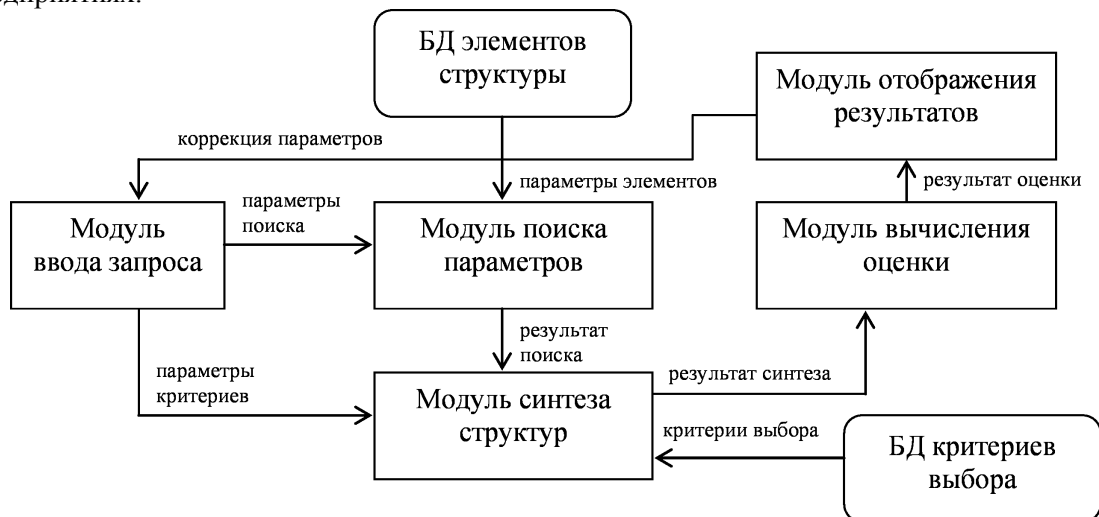 БД элементов
структуры
Модуль отображения
результатов
коррекция параметров
параметры элементов
результат оценки
Модуль
ввода запроса
параметры
поиска
Модуль поиска
параметров
Модуль вычисления
оценки
результат
поиска
параметры
критериев
Модуль синтеза
структур
результат синтеза
критерии выбора
БД критериев
выбора